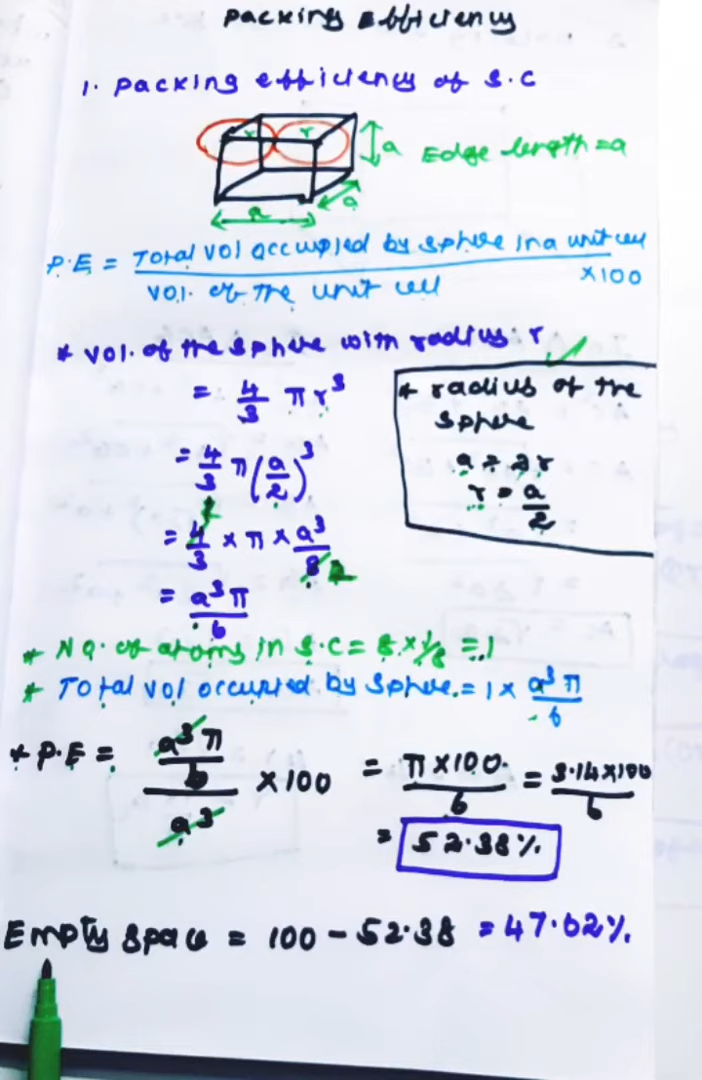 Packing Efficiency
1. Packing efficiency of S.C
r r a Edge length = a
a
a
P.E = Total vol occupied by sphere in a unit cell / vol. of the unit cell × 100
* vol. of the sphere with radius r
= 4/3 πr³
= 4/3 π(a/2)³
= 4/3 × π × a³/8
1
2
= a³π/6
* radius of the
sphere
a = 2r
r = a/2
* No. of atoms in S.C = 8 × 1/8 = 1
* Total vol occupied by sphere = 1 × a³π/6
* P.E = (a³π/6)/a³ × 100 = π × 100/6 = 3.14 × 100/6
= 52.38%
Empty space = 100 - 52.38 = 47.62%